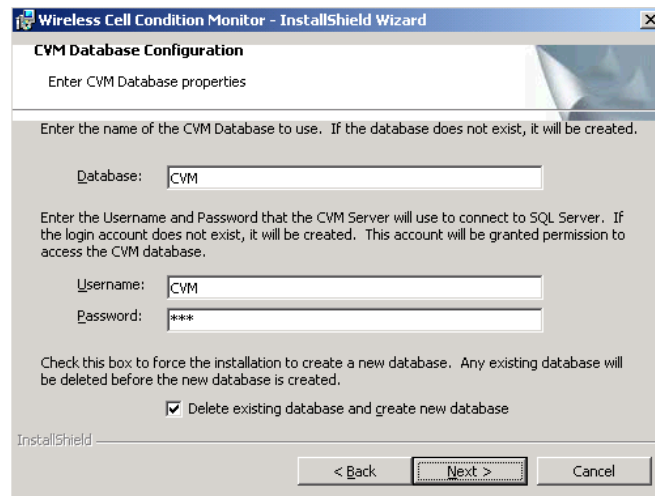 Wireless Cell Condition Monitor - InstallShield Wizard
CVM Database Configuration
Enter CVM Database properties
Enter the name of the CVM Database to use. If the database does not exist, it will be created.
Database: CVM
Enter the Username and Password that the CVM Server will use to connect to SQL Server. If
the login account does not exist, it will be created. This account will be granted permission to
access the CVM database.
Username: CVM
Password: ***
Check this box to force the installation to create a new database. Any existing database will
be deleted before the new database is created.
Delete existing database and create new database
InstallShield
< Back Next > Cancel